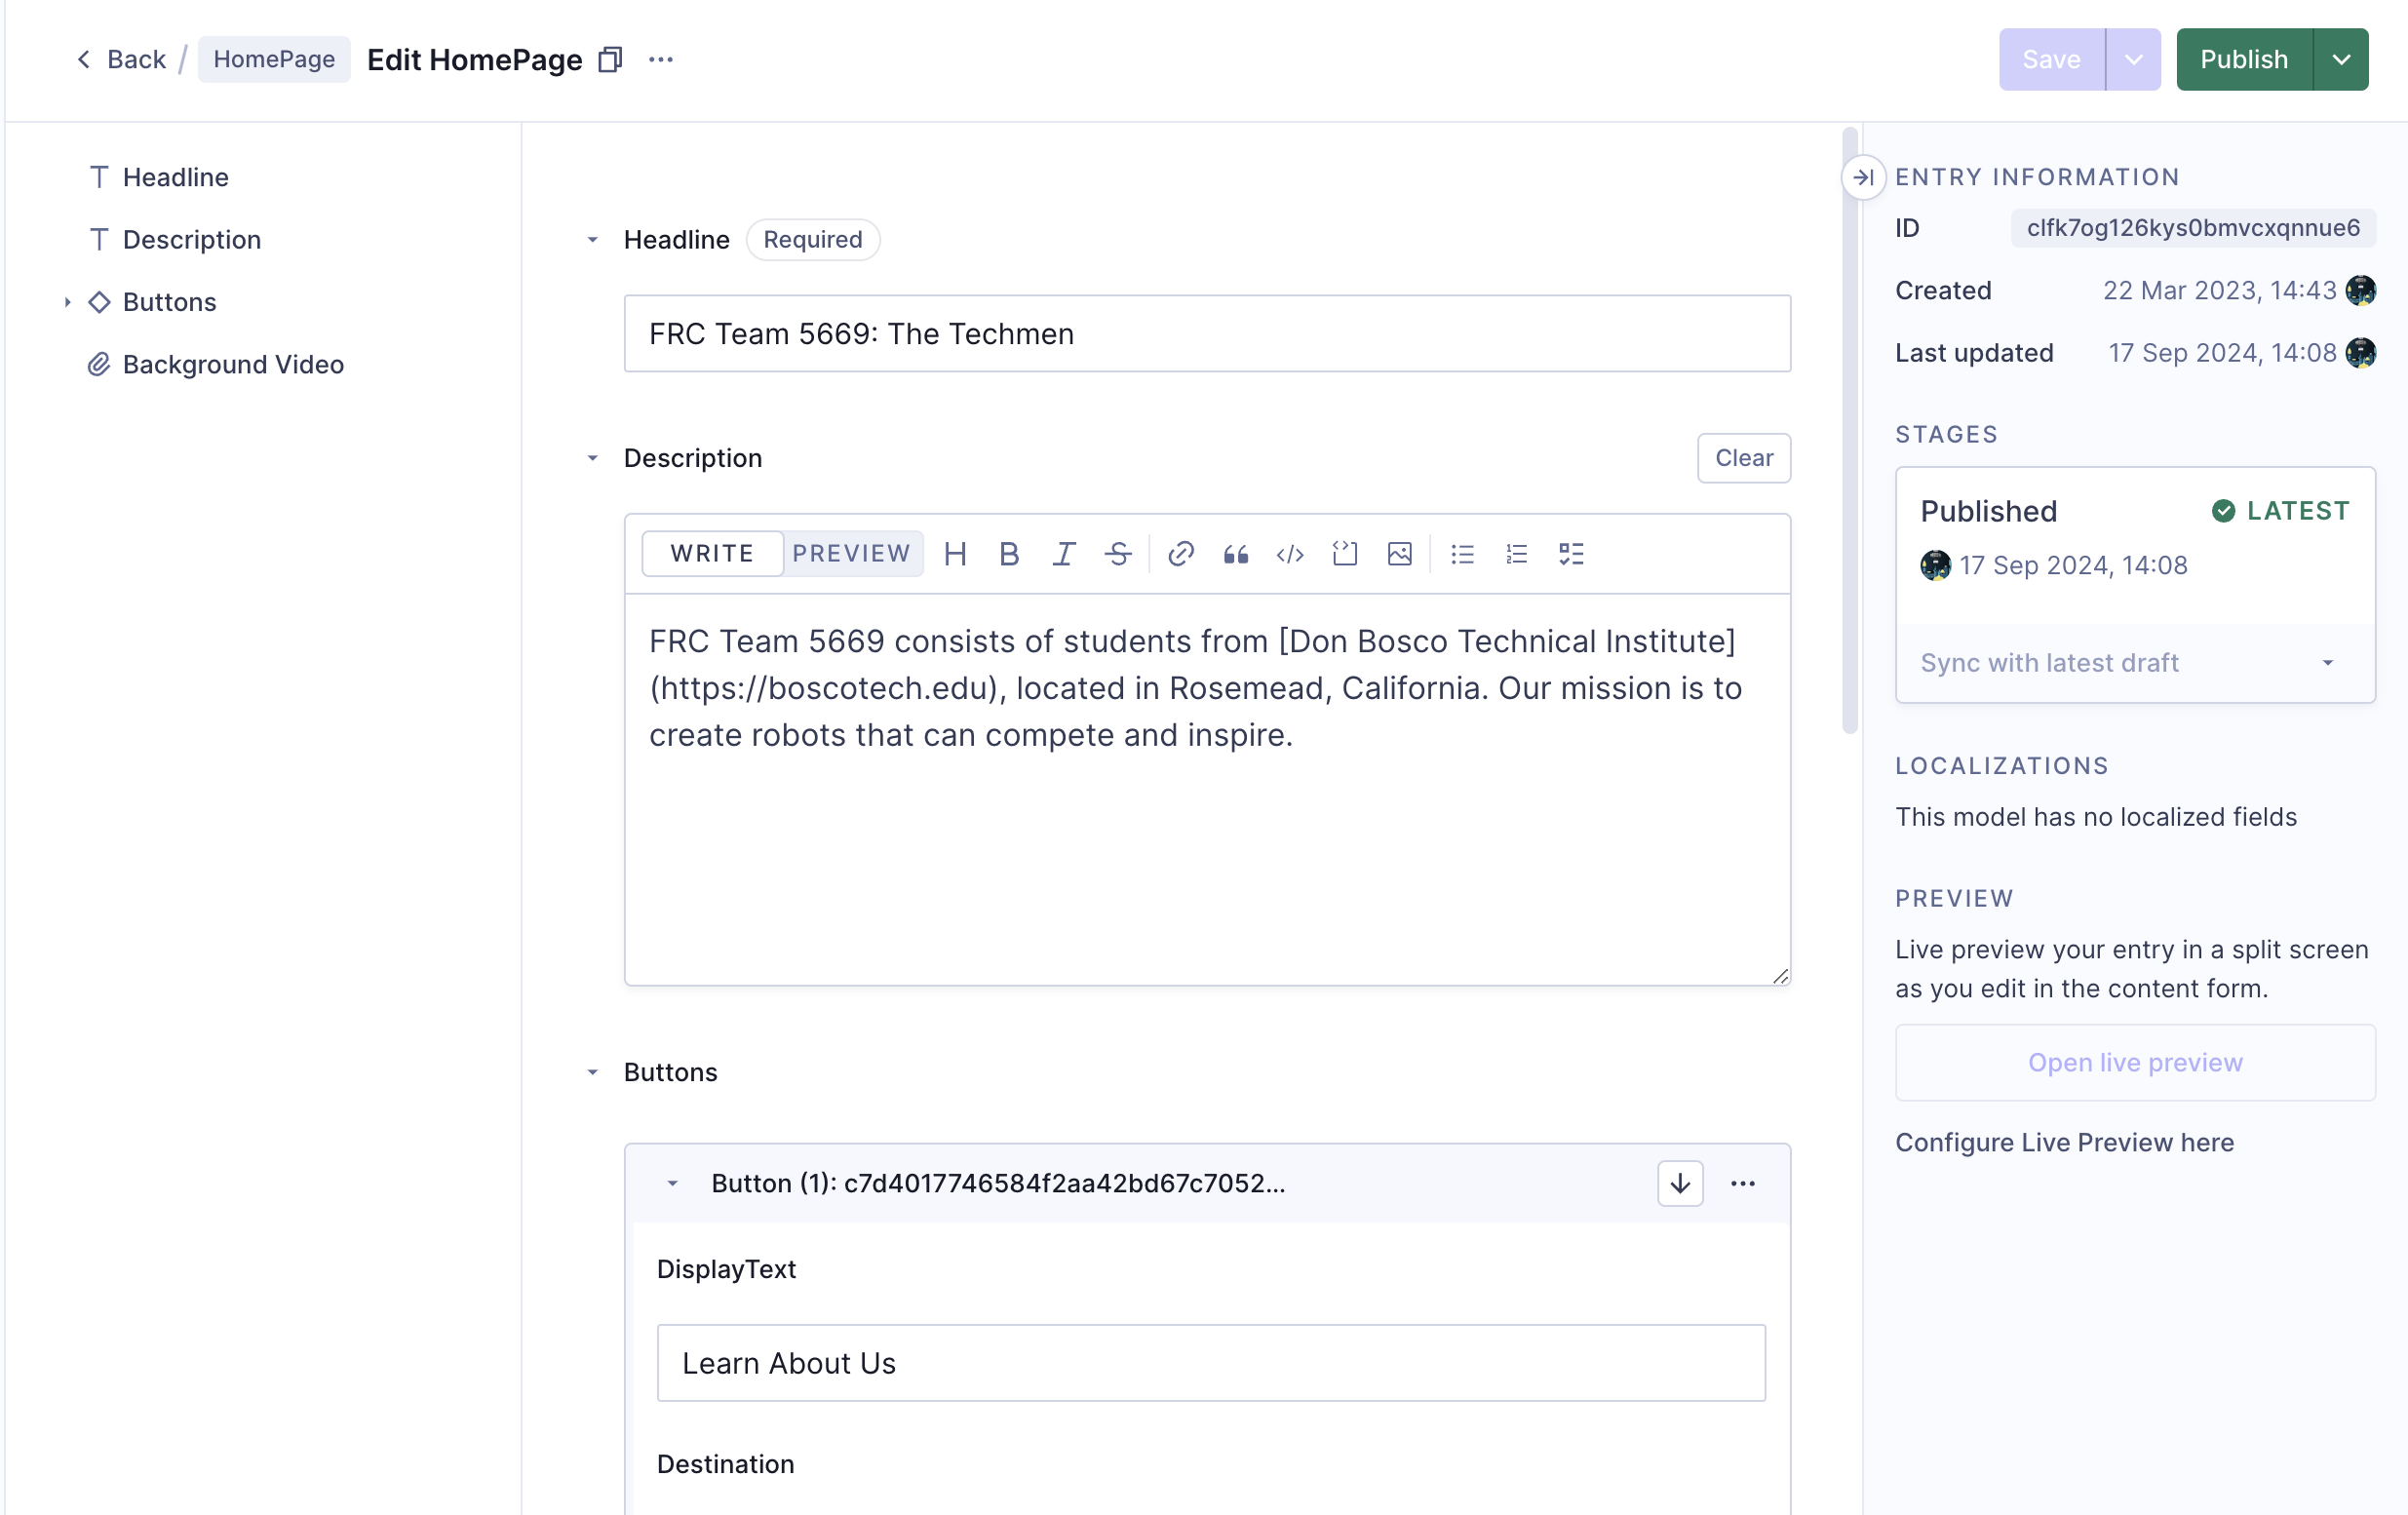 Back / HomePage Edit HomePage
Save
Publish
Headline
Description
Buttons
Background Video
Headline Required
FRC Team 5669: The Techmen
Description
Clear
WRITE PREVIEW
FRC Team 5669 consists of students from [Don Bosco Technical Institute]
(https://boscotech.edu), located in Rosemead, California. Our mission is to
create robots that can compete and inspire.
Buttons
Button (1): c7d4017746584f2aa42bd67c7052...
DisplayText
Learn About Us
Destination
ENTRY INFORMATION
ID clfk7og126kys0bmvcxqnnue6
Created 22 Mar 2023, 14:43
Last updated 17 Sep 2024, 14:08
STAGES
Published LATEST
17 Sep 2024, 14:08
Sync with latest draft
LOCALIZATIONS
This model has no localized fields
PREVIEW
Live preview your entry in a split screen
as you edit in the content form.
Open live preview
Configure Live Preview here